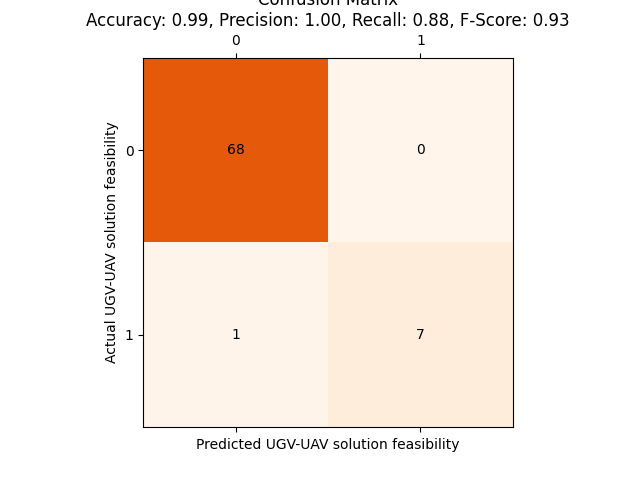 Confusion Matrix
Accuracy: 0.99, Precision: 1.00, Recall: 0.88, F-Score: 0.93
0 1
Actual UGV-UAV solution feasibility
0 68 0
1 1 7
Predicted UGV-UAV solution feasibility